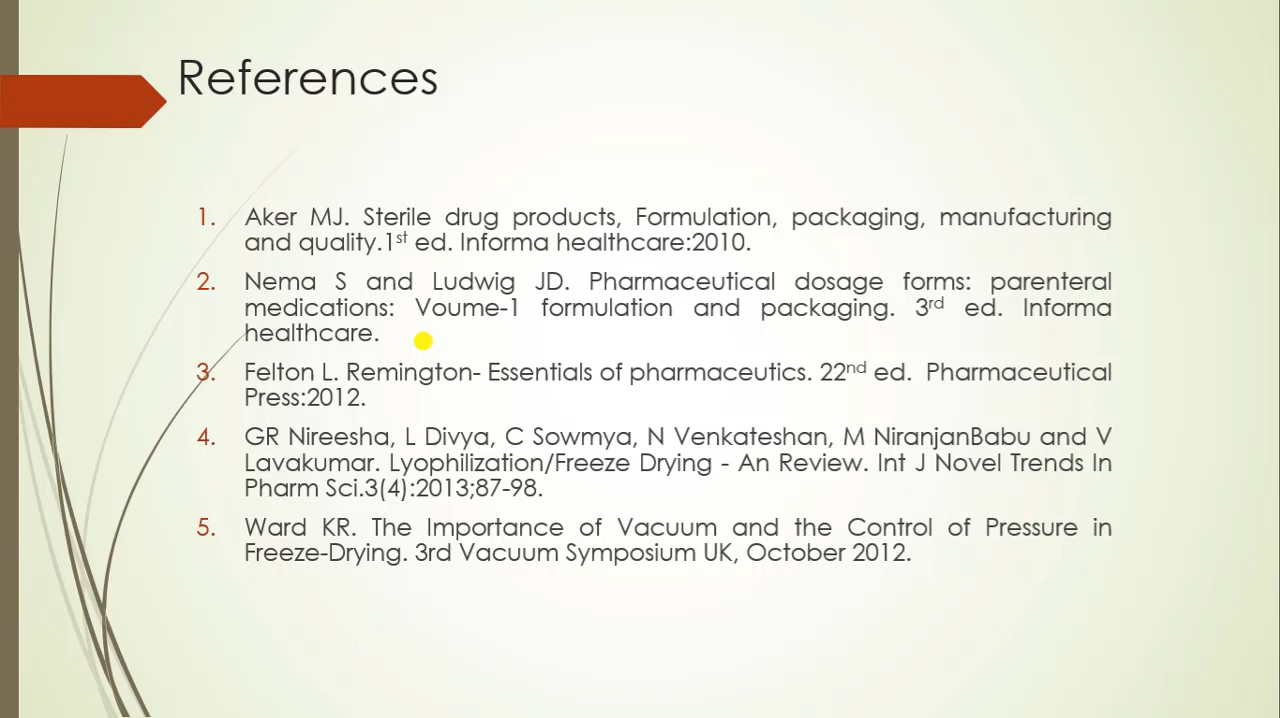 References
1. Aker MJ. Sterile drug products, Formulation, packaging, manufacturing
and quality.1st ed. Informa healthcare:2010.
2. Nema S and Ludwig JD. Pharmaceutical dosage forms: parenteral
medications: Voume-1 formulation and packaging. 3rd ed. Informa
healthcare.
3. Felton L. Remington- Essentials of pharmaceutics. 22nd ed. Pharmaceutical
Press:2012.
4. GR Nireesha, L Divya, C Sowmya, N Venkateshan, M NiranjanBabu and V
Lavakumar. Lyophilization/Freeze Drying - An Review. Int J Novel Trends In
Pharm Sci.3(4):2013;87-98.
5. Ward KR. The Importance of Vacuum and the Control of Pressure in
Freeze-Drying. 3rd Vacuum Symposium UK, October 2012.